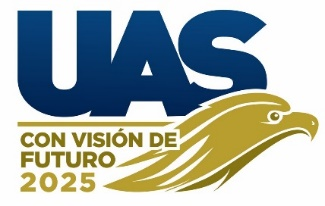 UAS
CON VISIÓN DE
FUTURO
2025